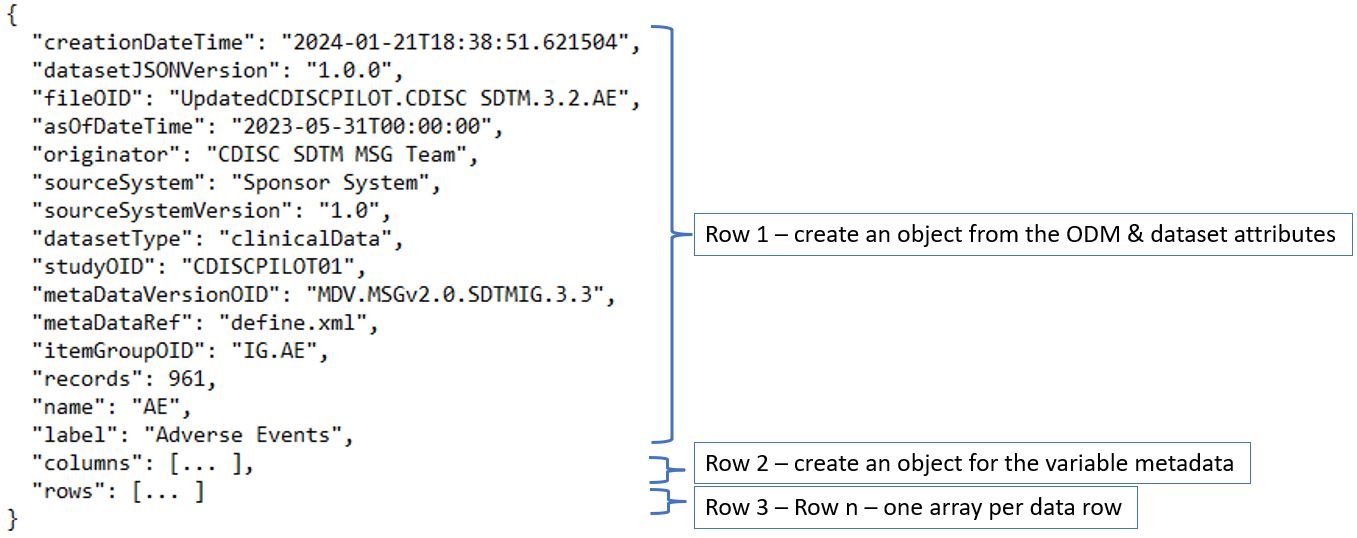 {
"creationDateTime": "2024-01-21T18:38:51.621504",
"datasetJSONVersion": "1.0.0",
"fileOID": "UpdatedCDISCPILOT.CDISC SDTM.3.2.AE",
"asOfDateTime": "2023-05-31T00:00:00",
"originator": "CDISC SDTM MSG Team",
"sourceSystem": "Sponsor System",
"sourceSystemVersion": "1.0",
"datasetType": "clinicalData",
"studyOID": "CDISCPILOT01",
"metaDataVersionOID": "MDV.MSGv2.0.SDTMIG.3.3",
"metaDataRef": "define.xml",
"itemGroupOID": "IG.AE",
"records": 961,
"name": "AE",
"label": "Adverse Events",
"columns": [... ],
"rows": [... ]
}
Row 1 – create an object from the ODM & dataset attributes
Row 2 – create an object for the variable metadata
Row 3 – Row n – one array per data row